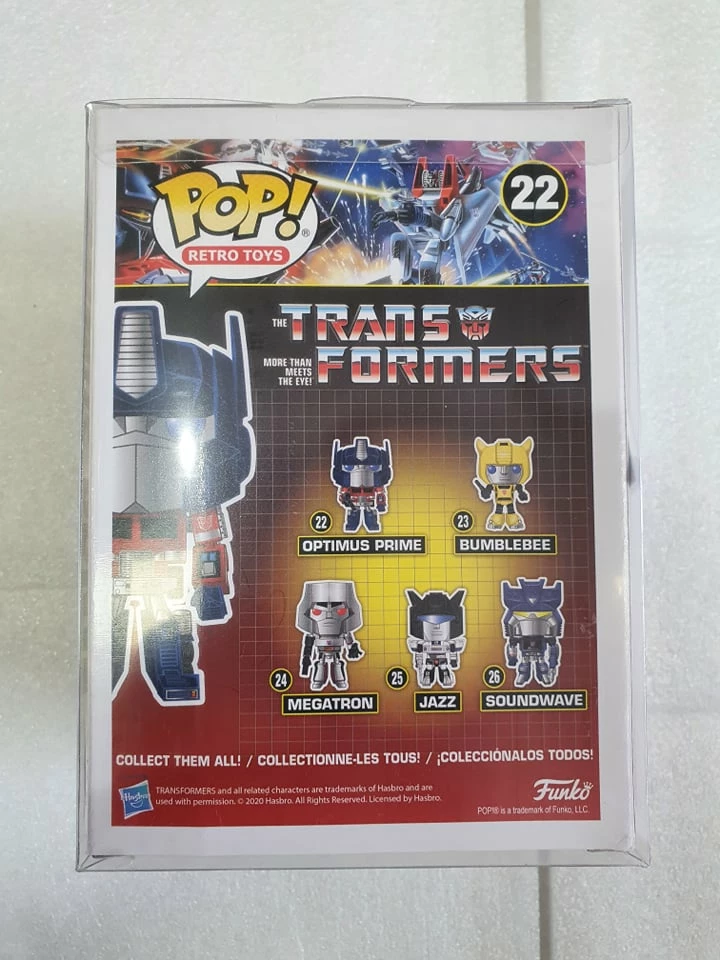 POP!®
RETRO TOYS
22
THE TRANSFORMERS™
MORE THAN
MEETS
THE EYE!™
22
OPTIMUS PRIME
23
BUMBLEBEE
24
MEGATRON
25
JAZZ
26
SOUNDWAVE
COLLECT THEM ALL! / COLLECTIONNE-LES TOUS! / ¡COLECCIÓNALOS TODOS!
Hasbro
TRANSFORMERS and all related characters are trademarks of Hasbro and are
used with permission. © 2020 Hasbro. All Rights Reserved. Licensed by Hasbro.
Funko
POP!® is a trademark of Funko, LLC.